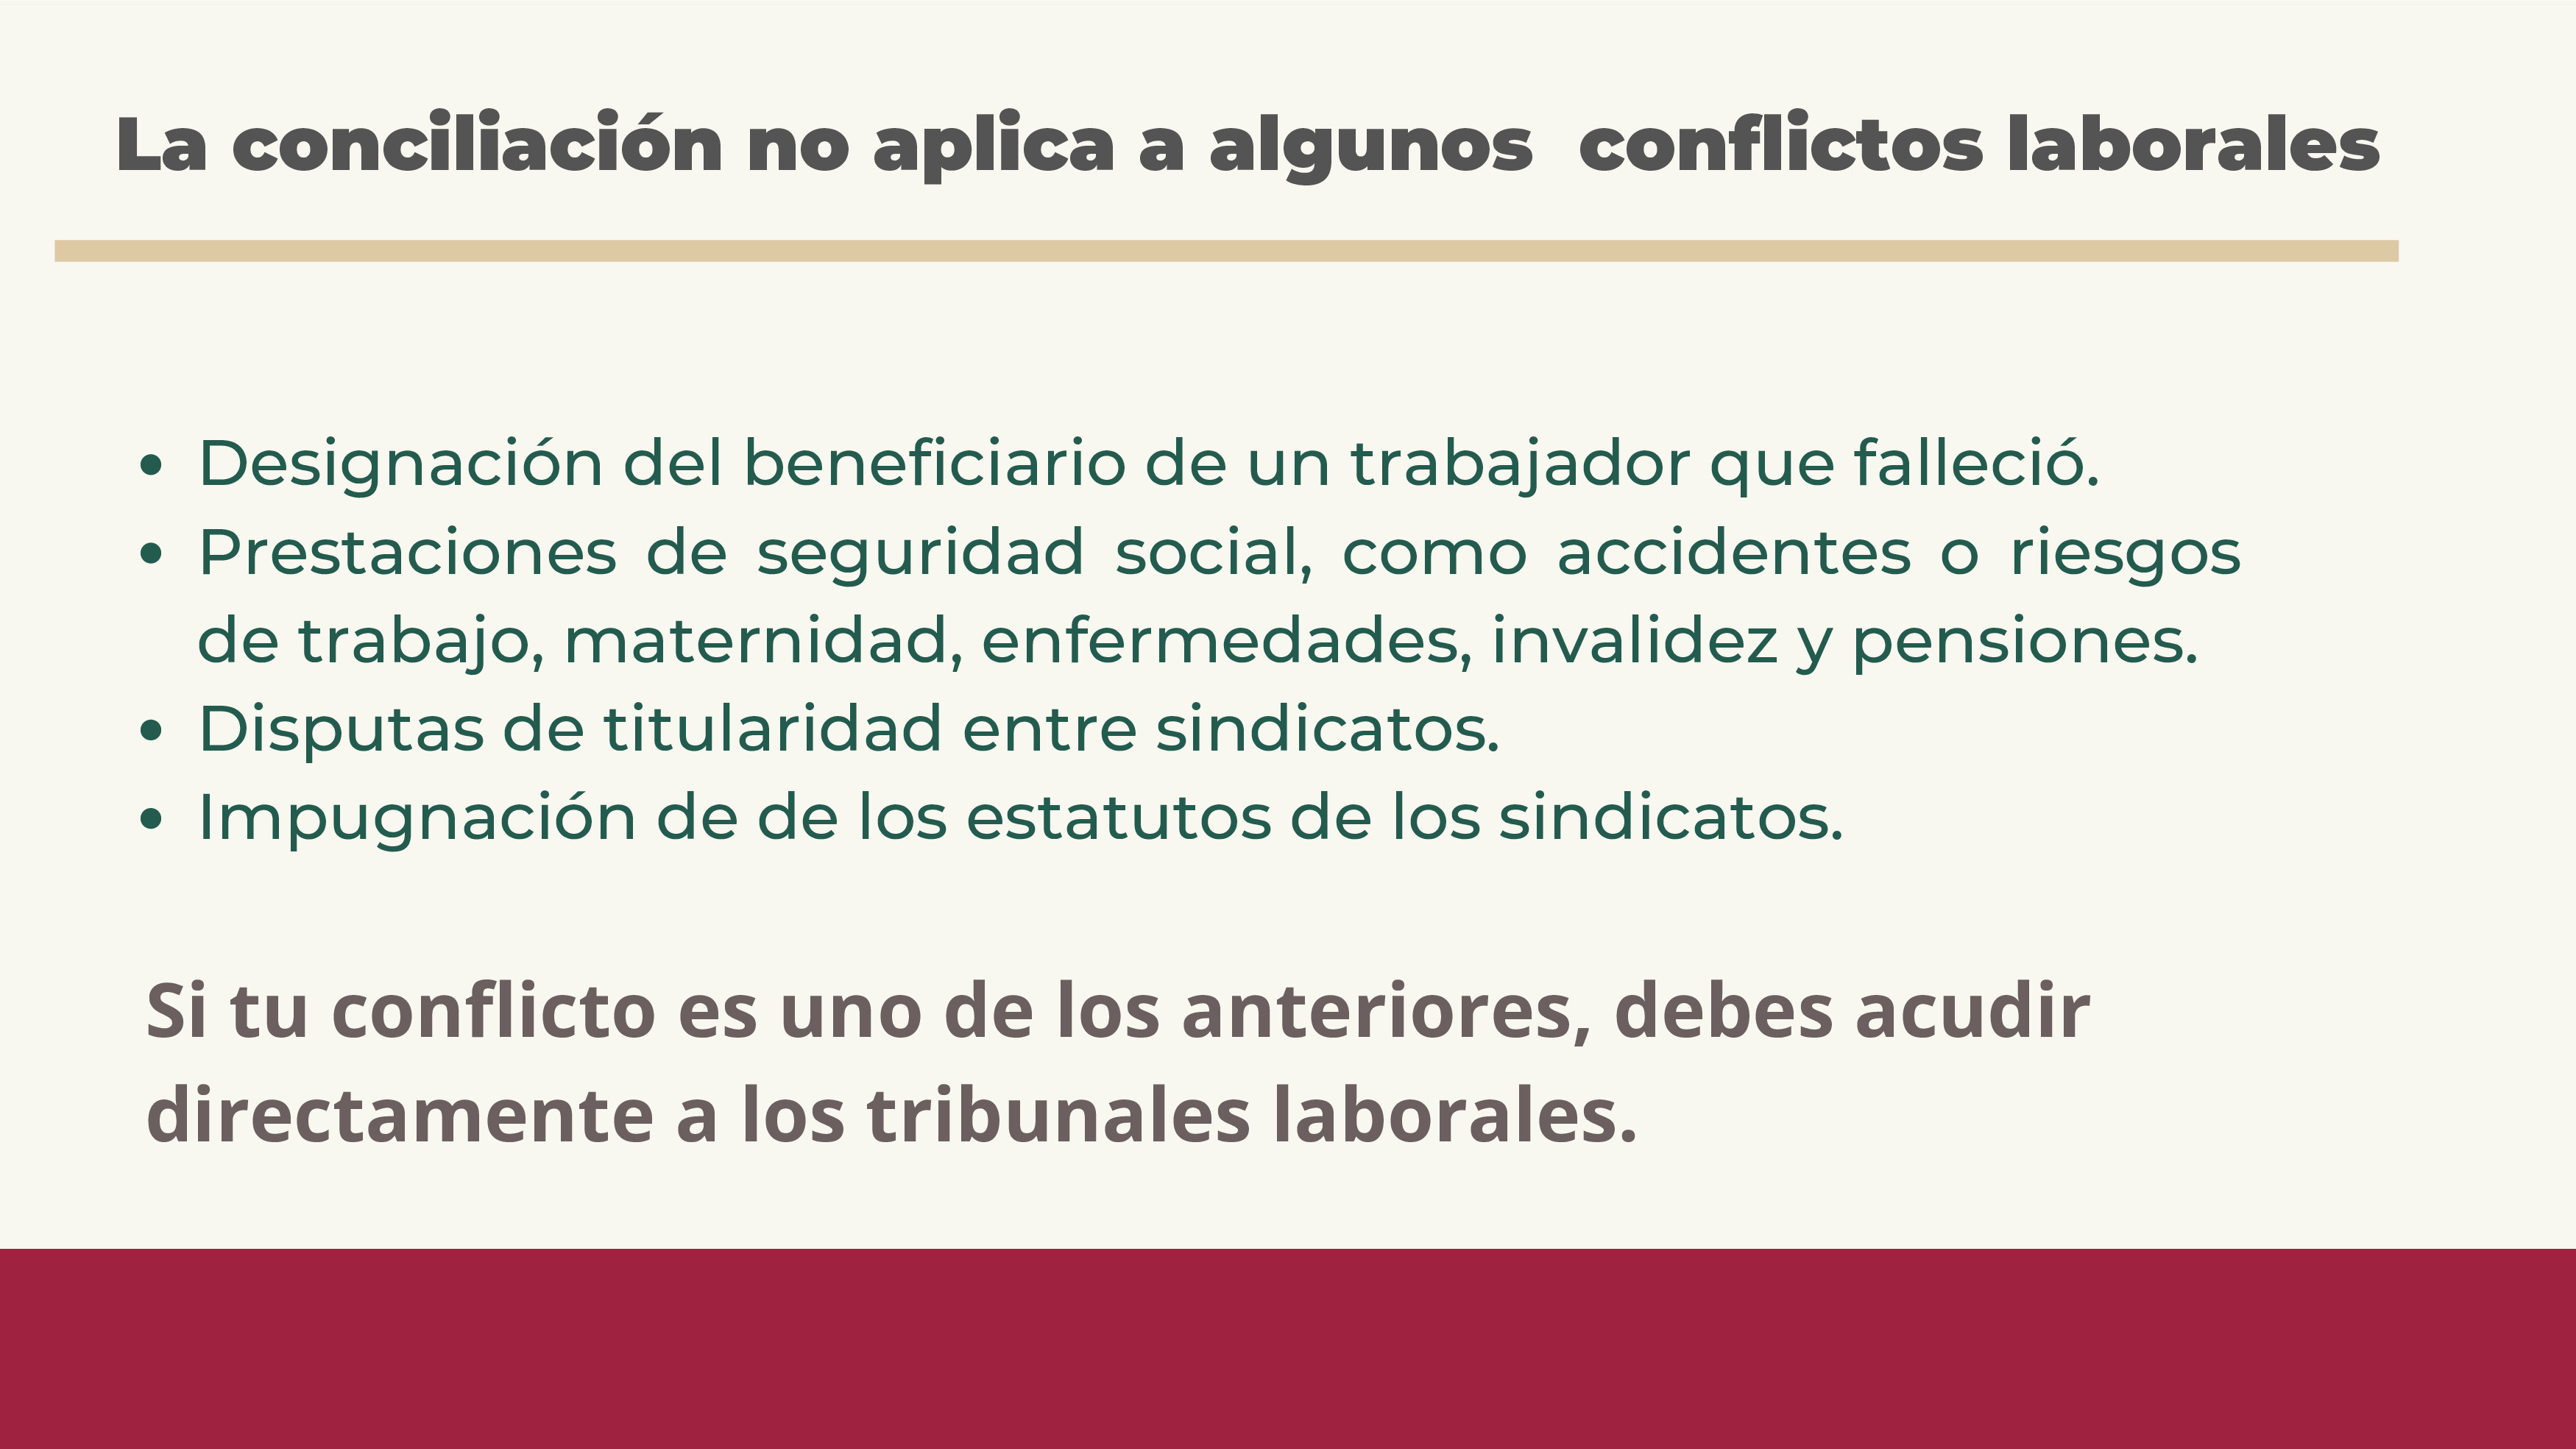 La conciliación no aplica a algunos  conflictos laborales
• Designación del beneficiario de un trabajador que falleció.
• Prestaciones de seguridad social, como accidentes o riesgos
de trabajo, maternidad, enfermedades, invalidez y pensiones.
• Disputas de titularidad entre sindicatos.
• Impugnación de de los estatutos de los sindicatos.
Si tu conflicto es uno de los anteriores, debes acudir
directamente a los tribunales laborales.